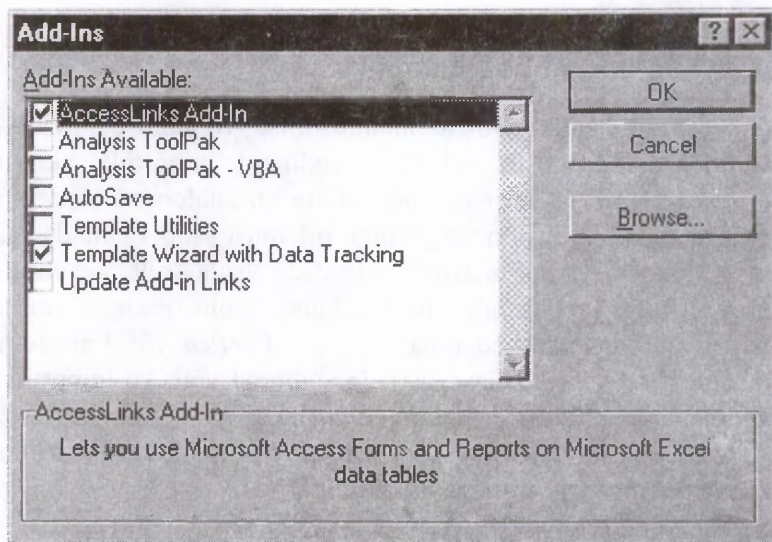 Add-Ins
Add-Ins Available:
AccessLinks Add-In
Analysis ToolPak
Analysis ToolPak - VBA
AutoSave
Template Utilities
Template Wizard with Data Tracking
Update Add-in Links
OK
Cancel
Browse...
AccessLinks Add-In
Lets you use Microsoft Access Forms and Reports on Microsoft Excel
data tables